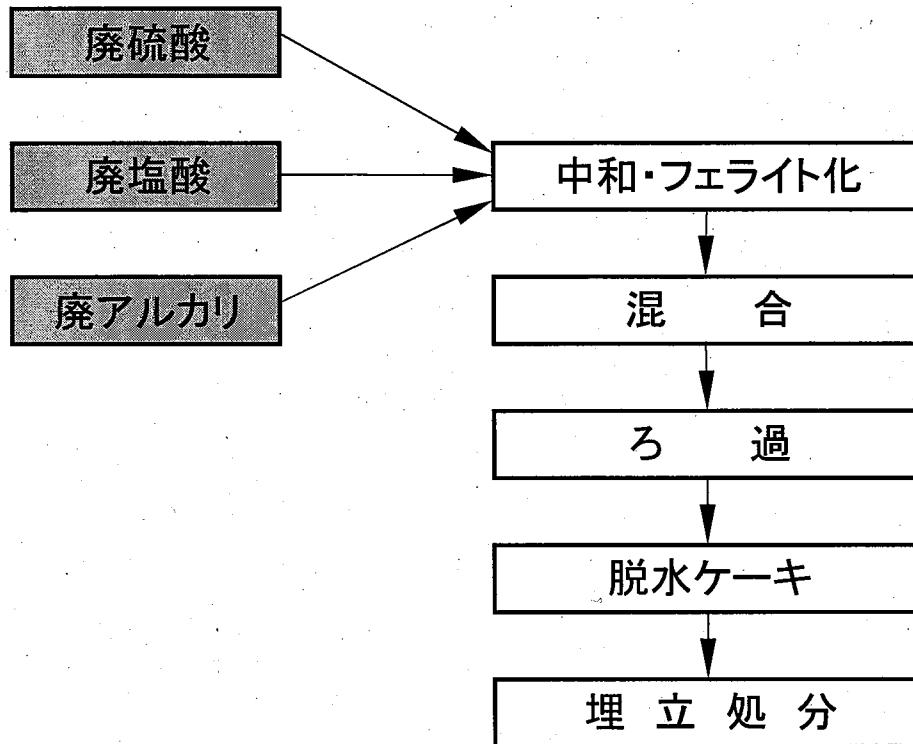 廃硫酸
廃塩酸
廃アルカリ
中和・フェライト化
混　合
ろ　過
脱水ケーキ
埋 立 処 分